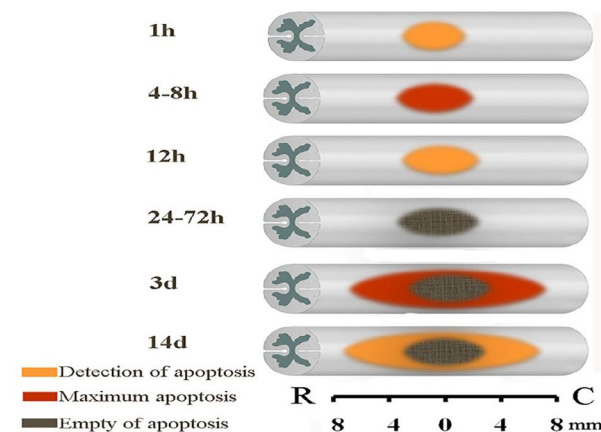 1h
4-8h
12h
24-72h
3d
14d
Detection of apoptosis
Maximum apoptosis
Empty of apoptosis
R C
8 4 0 4 8 mm